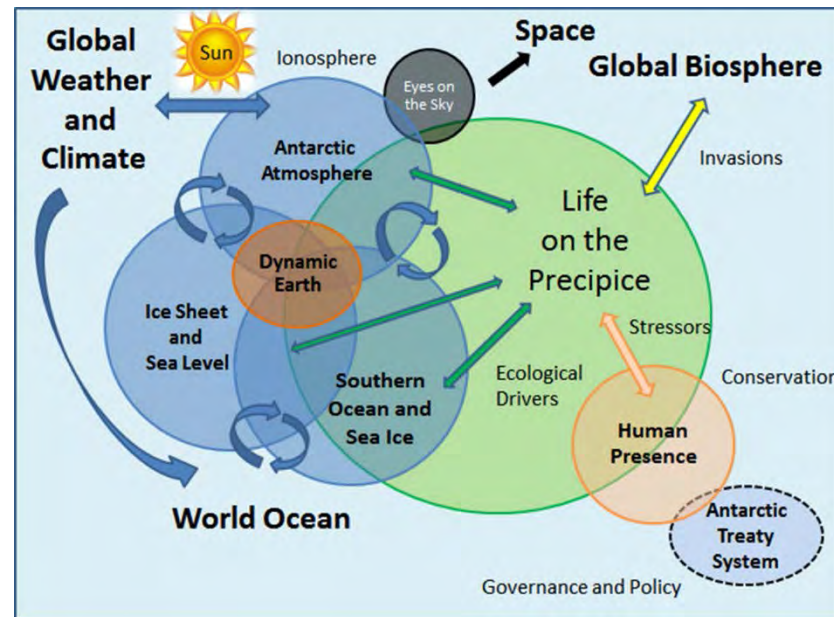 Global
Weather
and
Climate
Sun
Ionosphere
Eyes on
the Sky
Space
Global Biosphere
Invasions
Antarctic
Atmosphere
Life
on the
Precipice
Dynamic
Earth
Ice Sheet
and
Sea Level
Southern
Ocean and
Sea Ice
Ecological
Drivers
Stressors
Conservation
Human
Presence
World Ocean
Antarctic
Treaty
System
Governance and Policy